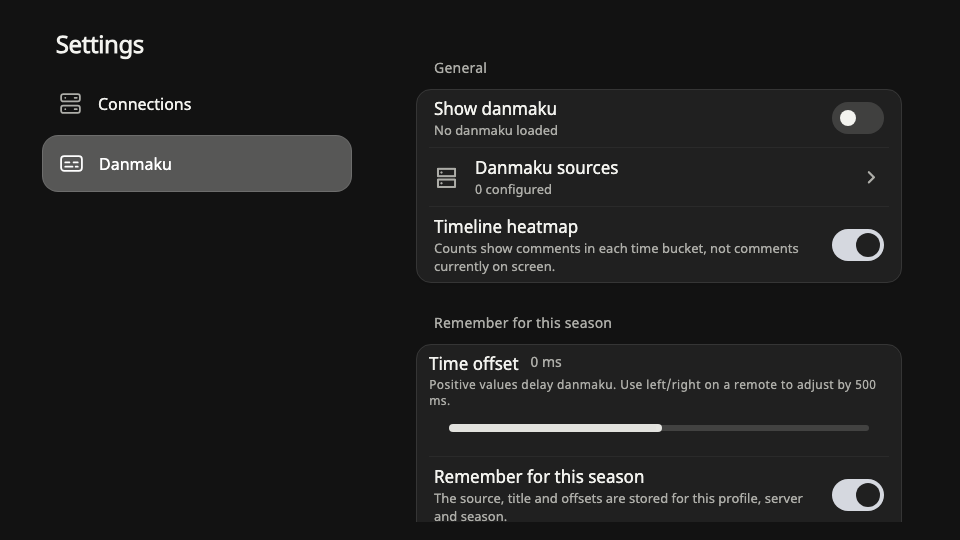 Settings
Connections
Danmaku
General
Show danmaku
No danmaku loaded
Danmaku sources
0 configured
Timeline heatmap
Counts show comments in each time bucket, not comments
currently on screen.
Remember for this season
Time offset 0 ms
Positive values delay danmaku. Use left/right on a remote to adjust by 500
ms.
Remember for this season
The source, title and offsets are stored for this profile, server
and season.